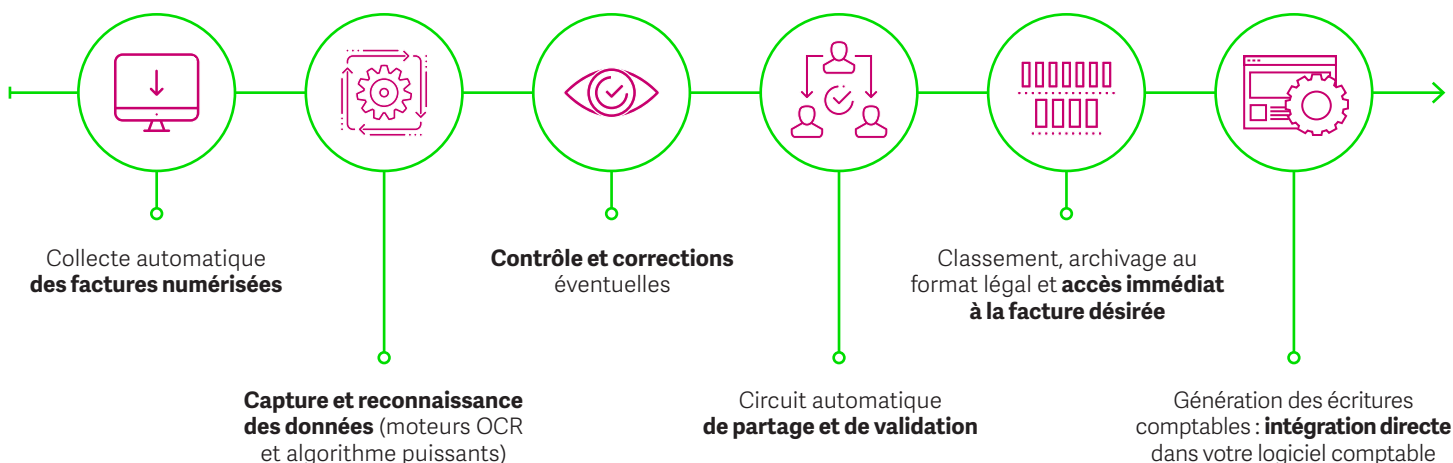 Collecte automatique
des factures numérisées
Capture et reconnaissance
des données (moteurs OCR
et algorithme puissants)
Contrôle et corrections
éventuelles
Circuit automatique
de partage et de validation
Classement, archivage au
format légal et accès immédiat
à la facture désirée
Génération des écritures
comptables : intégration directe
dans votre logiciel comptable